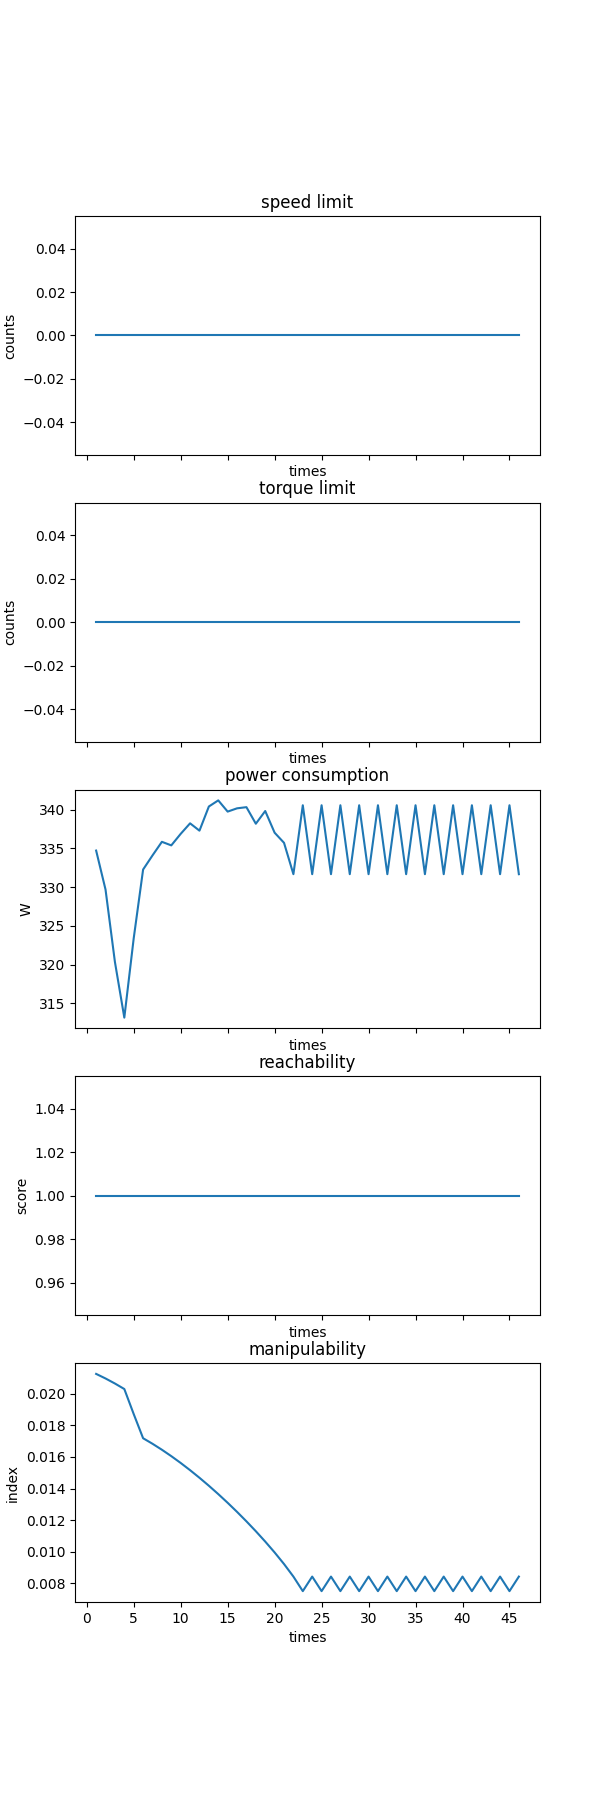 speed limit
0.04
0.02
0.00
−0.02
−0.04
counts
times
torque limit
0.04
0.02
0.00
−0.02
−0.04
counts
times
power consumption
340
335
330
325
320
315
W
times
reachability
1.04
1.02
1.00
0.98
0.96
score
times
manipulability
0.020
0.018
0.016
0.014
0.012
0.010
0.008
index
0 5 10 15 20 25 30 35 40 45
times